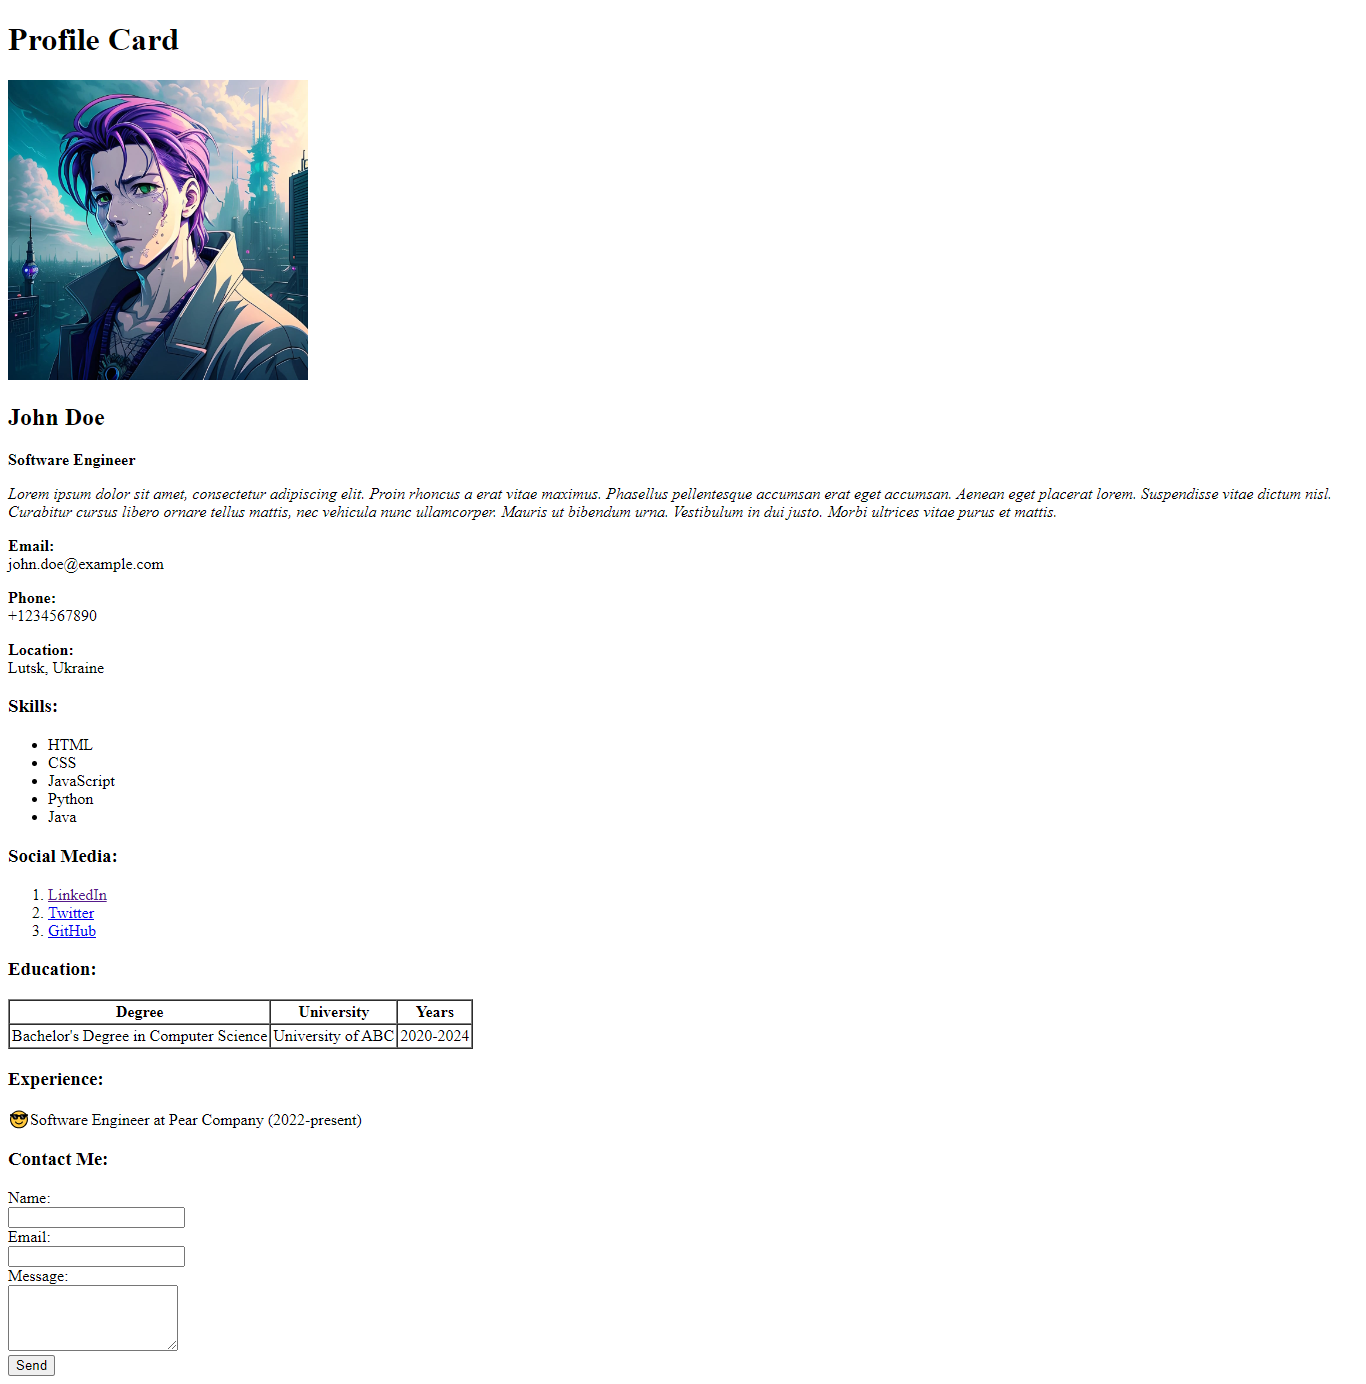 Profile Card
John Doe
Software Engineer
Lorem ipsum dolor sit amet, consectetur adipiscing elit. Proin rhoncus a erat vitae maximus. Phasellus pellentesque accumsan erat eget accumsan. Aenean eget placerat lorem. Suspendisse vitae dictum nisl.
Curabitur cursus libero ornare tellus mattis, nec vehicula nunc ullamcorper. Mauris ut bibendum urna. Vestibulum in dui justo. Morbi ultrices vitae purus et mattis.
Email:
john.doe@example.com
Phone:
+1234567890
Location:
Lutsk, Ukraine
Skills:
• HTML
• CSS
• JavaScript
• Python
• Java
Social Media:
1. LinkedIn
2. Twitter
3. GitHub
Education:
Degree University Years
Bachelor's Degree in Computer Science University of ABC 2020-2024
Experience:
😎Software Engineer at Pear Company (2022-present)
Contact Me:
Name:
Email:
Message:
Send